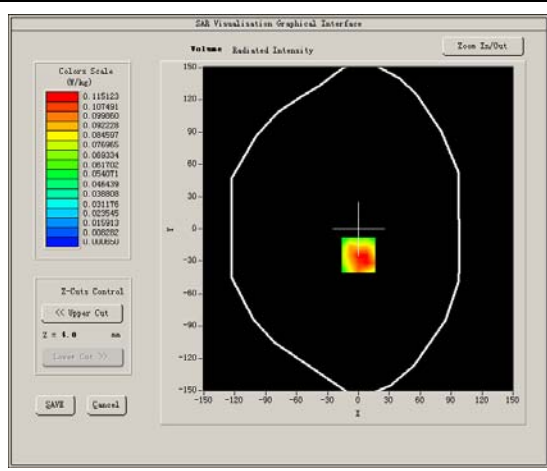 SAR Visualisation Graphical Interface
Volume Radiated Intensity
Zoom In/Out
Colors Scale
(W/kg)
0.115123
0.107491
0.099860
0.092228
0.084597
0.076965
0.069334
0.061702
0.054071
0.046439
0.038808
0.031176
0.023545
0.015913
0.008282
0.000650
Z-Cuts Control
<< Upper Cut
Z = 4.0 mm
Lower Cut >>
SAVE
Cancel
150
120
90
60
30
0
-30
-60
-90
-120
-150
Y
-150 -120 -90 -60 -30 0 30 60 90 120 150
X